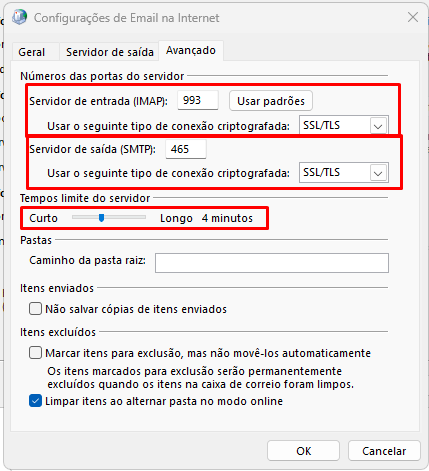 Configurações de Email na Internet
Geral Servidor de saída Avançado
Números das portas do servidor
Servidor de entrada (IMAP): 993 Usar padrões
Usar o seguinte tipo de conexão criptografada: SSL/TLS
Servidor de saída (SMTP): 465
Usar o seguinte tipo de conexão criptografada: SSL/TLS
Tempos limite do servidor
Curto Longo 4 minutos
Pastas
Caminho da pasta raiz:
Itens enviados
Não salvar cópias de itens enviados
Itens excluídos
Marcar itens para exclusão, mas não movê-los automaticamente
Os itens marcados para exclusão serão permanentemente
excluídos quando os itens na caixa de correio foram limpos.
Limpar itens ao alternar pasta no modo online
OK Cancelar